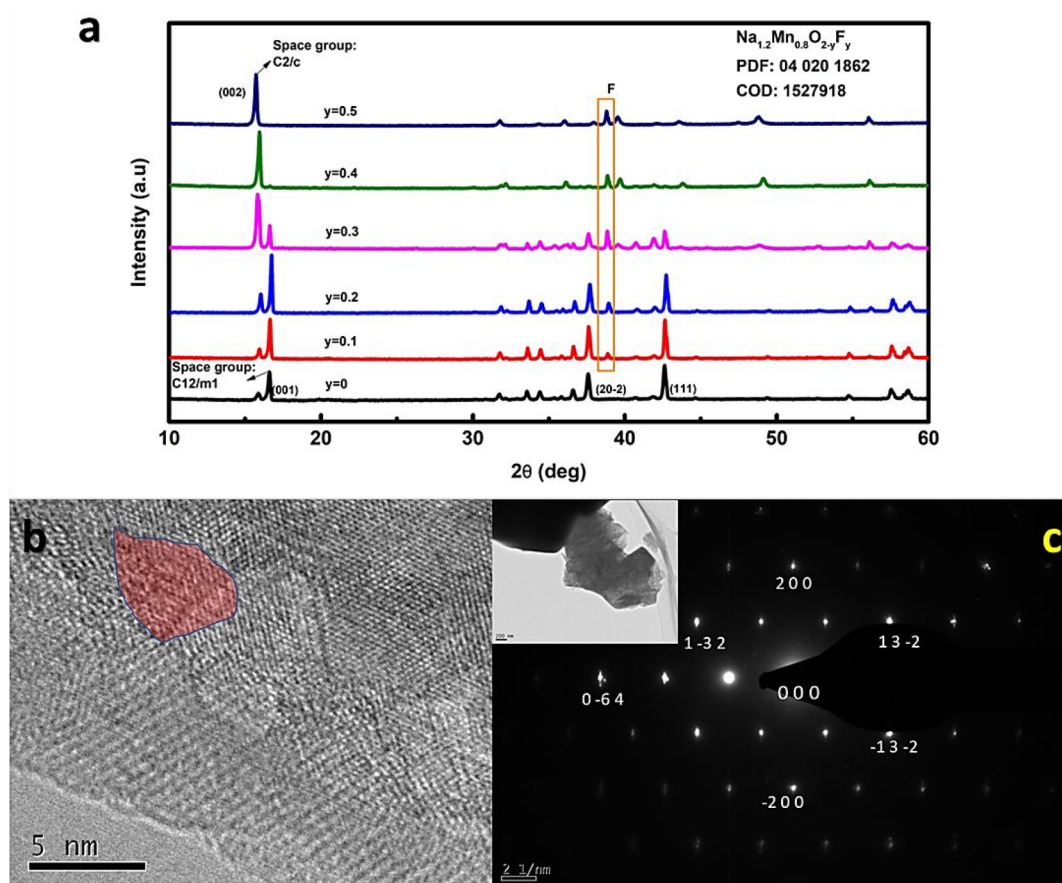 a
Space group:
C2/c
(002)
Na1.2Mn0.8O2-yFy
PDF: 04 020 1862
COD: 1527918
F
y=0.5
y=0.4
y=0.3
y=0.2
y=0.1
Space group:
C12/m1
(001)
y=0
(20-2)
(111)
Intensity (a.u)
10 20 30 40 50 60
2θ (deg)
b
5 nm
200 nm
c
2 0 0
1 -3 2
1 3 -2
0 -6 4
0 0 0
-1 3 -2
-2 0 0
2 1/nm